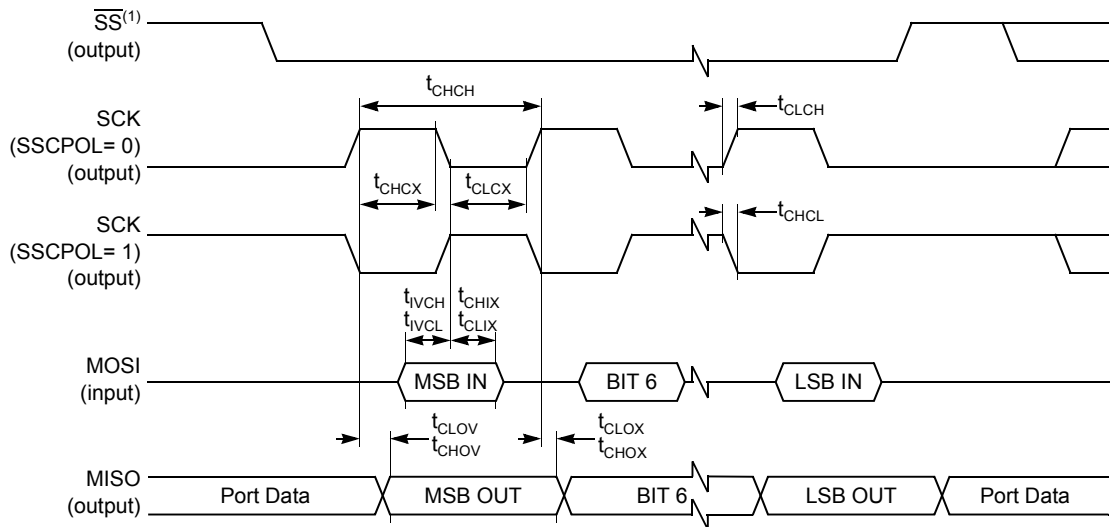 SS(1)
(output)
tCHCH
tCLCH
SCK
(SSCPOL= 0)
(output)
tCHCX
tCLCX
tCHCL
SCK
(SSCPOL= 1)
(output)
tIVCH
tCHIX
tIVCL
tCLIX
MOSI
(input)
MSB IN
BIT 6
LSB IN
tCLOV
tCLOX
tCHOV
tCHOX
MISO
(output)
Port Data
MSB OUT
BIT 6
LSB OUT
Port Data